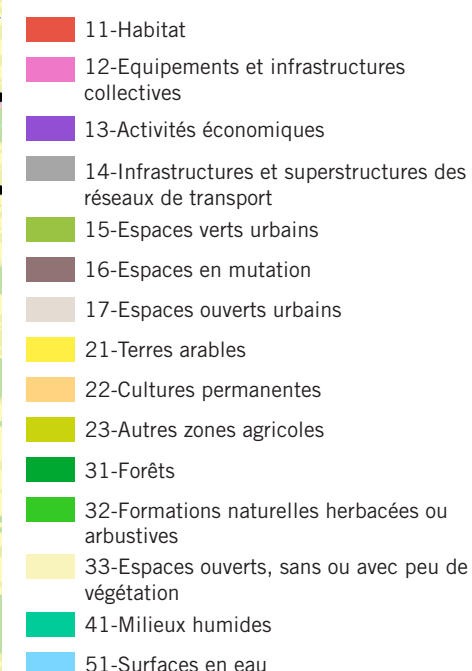 11-Habitat
12-Equipements et infrastructures
collectives
13-Activités économiques
14-Infrastructures et superstructures des
réseaux de transport
15-Espaces verts urbains
16-Espaces en mutation
17-Espaces ouverts urbains
21-Terres arables
22-Cultures permanentes
23-Autres zones agricoles
31-Forêts
32-Formations naturelles herbacées ou
arbustives
33-Espaces ouverts, sans ou avec peu de
végétation
41-Milieux humides
51-Surfaces en eau